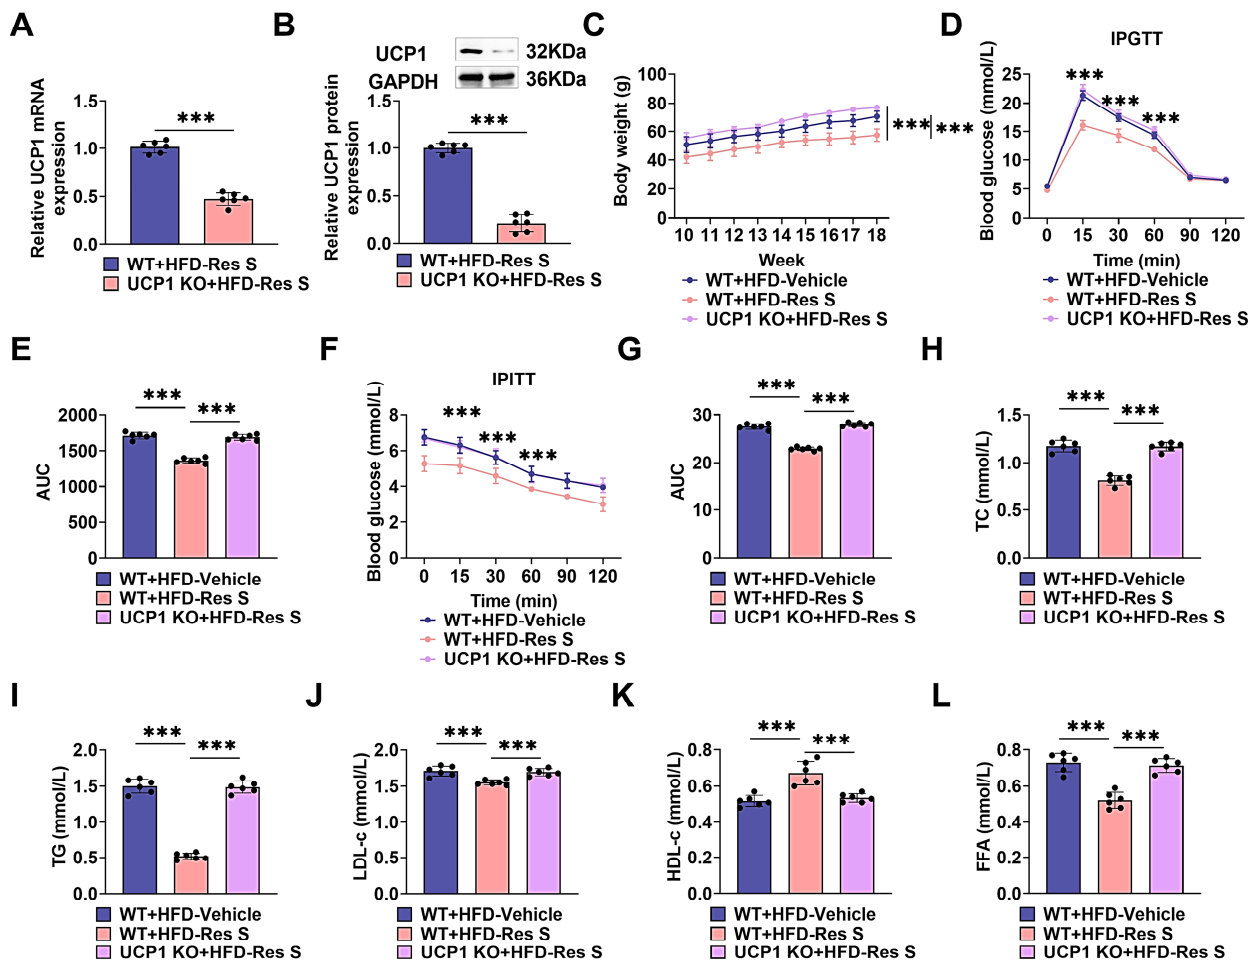 A
Relative UCP1 mRNA
expression
1.5
1.0
0.5
0.0
***
WT+HFD-Res S
UCP1 KO+HFD-Res S
B
UCP1
32KDa
GAPDH
36KDa
Relative UCP1 protein
expression
1.5
1.0
0.5
0.0
***
WT+HFD-Res S
UCP1 KO+HFD-Res S
C
Body weight (g)
100
80
60
40
20
0
*** ***
10 11 12 13 14 15 16 17 18
Week
WT+HFD-Vehicle
WT+HFD-Res S
UCP1 KO+HFD-Res S
D
IPGTT
Blood glucose (mmol/L)
25
20
15
10
5
0
***
***
***
0 15 30 60 90 120
Time (min)
WT+HFD-Vehicle
WT+HFD-Res S
UCP1 KO+HFD-Res S
E
AUC
2000
1500
1000
500
0
***
***
WT+HFD-Vehicle
WT+HFD-Res S
UCP1 KO+HFD-Res S
F
IPITT
Blood glucose (mmol/L)
8
6
4
2
0
***
***
***
0 15 30 60 90 120
Time (min)
WT+HFD-Vehicle
WT+HFD-Res S
UCP1 KO+HFD-Res S
G
AUC
30
20
10
0
***
***
WT+HFD-Vehicle
WT+HFD-Res S
UCP1 KO+HFD-Res S
H
TC (mmol/L)
1.5
1.0
0.5
0.0
***
***
WT+HFD-Vehicle
WT+HFD-Res S
UCP1 KO+HFD-Res S
I
TG (mmol/L)
2.0
1.5
1.0
0.5
0.0
***
***
WT+HFD-Vehicle
WT+HFD-Res S
UCP1 KO+HFD-Res S
J
LDL-c (mmol/L)
2.0
1.5
1.0
0.5
0.0
***
***
WT+HFD-Vehicle
WT+HFD-Res S
UCP1 KO+HFD-Res S
K
HDL-c (mmol/L)
0.8
0.6
0.4
0.2
0.0
***
***
WT+HFD-Vehicle
WT+HFD-Res S
UCP1 KO+HFD-Res S
L
FFA (mmol/L)
0.8
0.6
0.4
0.2
0.0
***
***
WT+HFD-Vehicle
WT+HFD-Res S
UCP1 KO+HFD-Res S